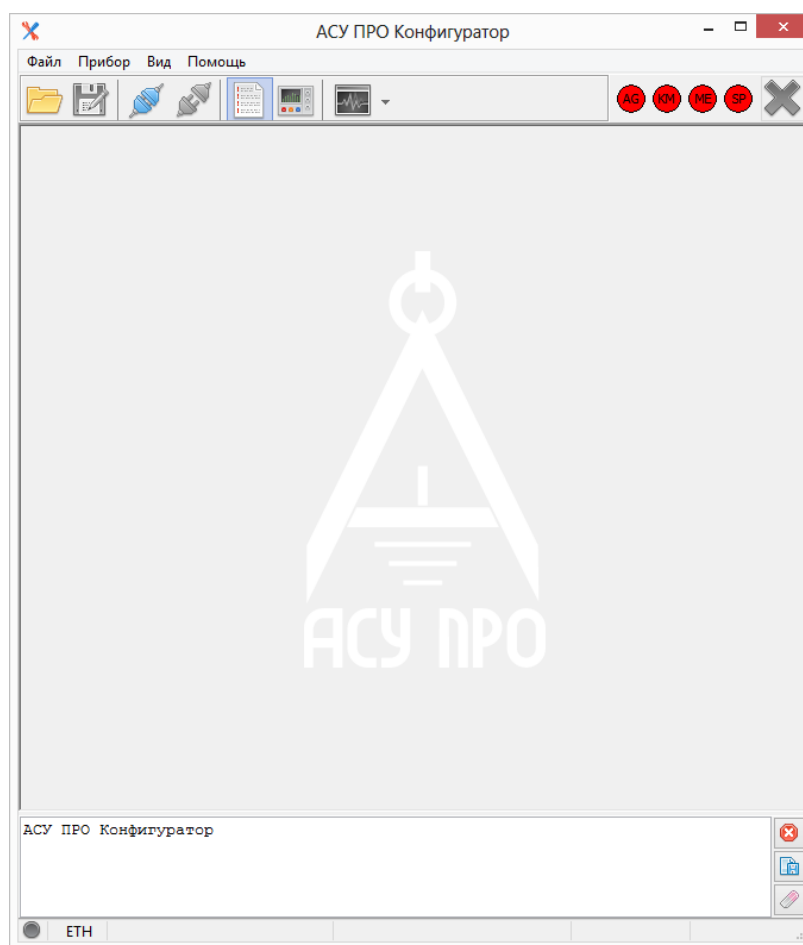 АСУ ПРО Конфигуратор
Файл Прибор Вид Помощь
AG KM ME SP
АСУ ПРО
АСУ ПРО Конфигуратор
ETH